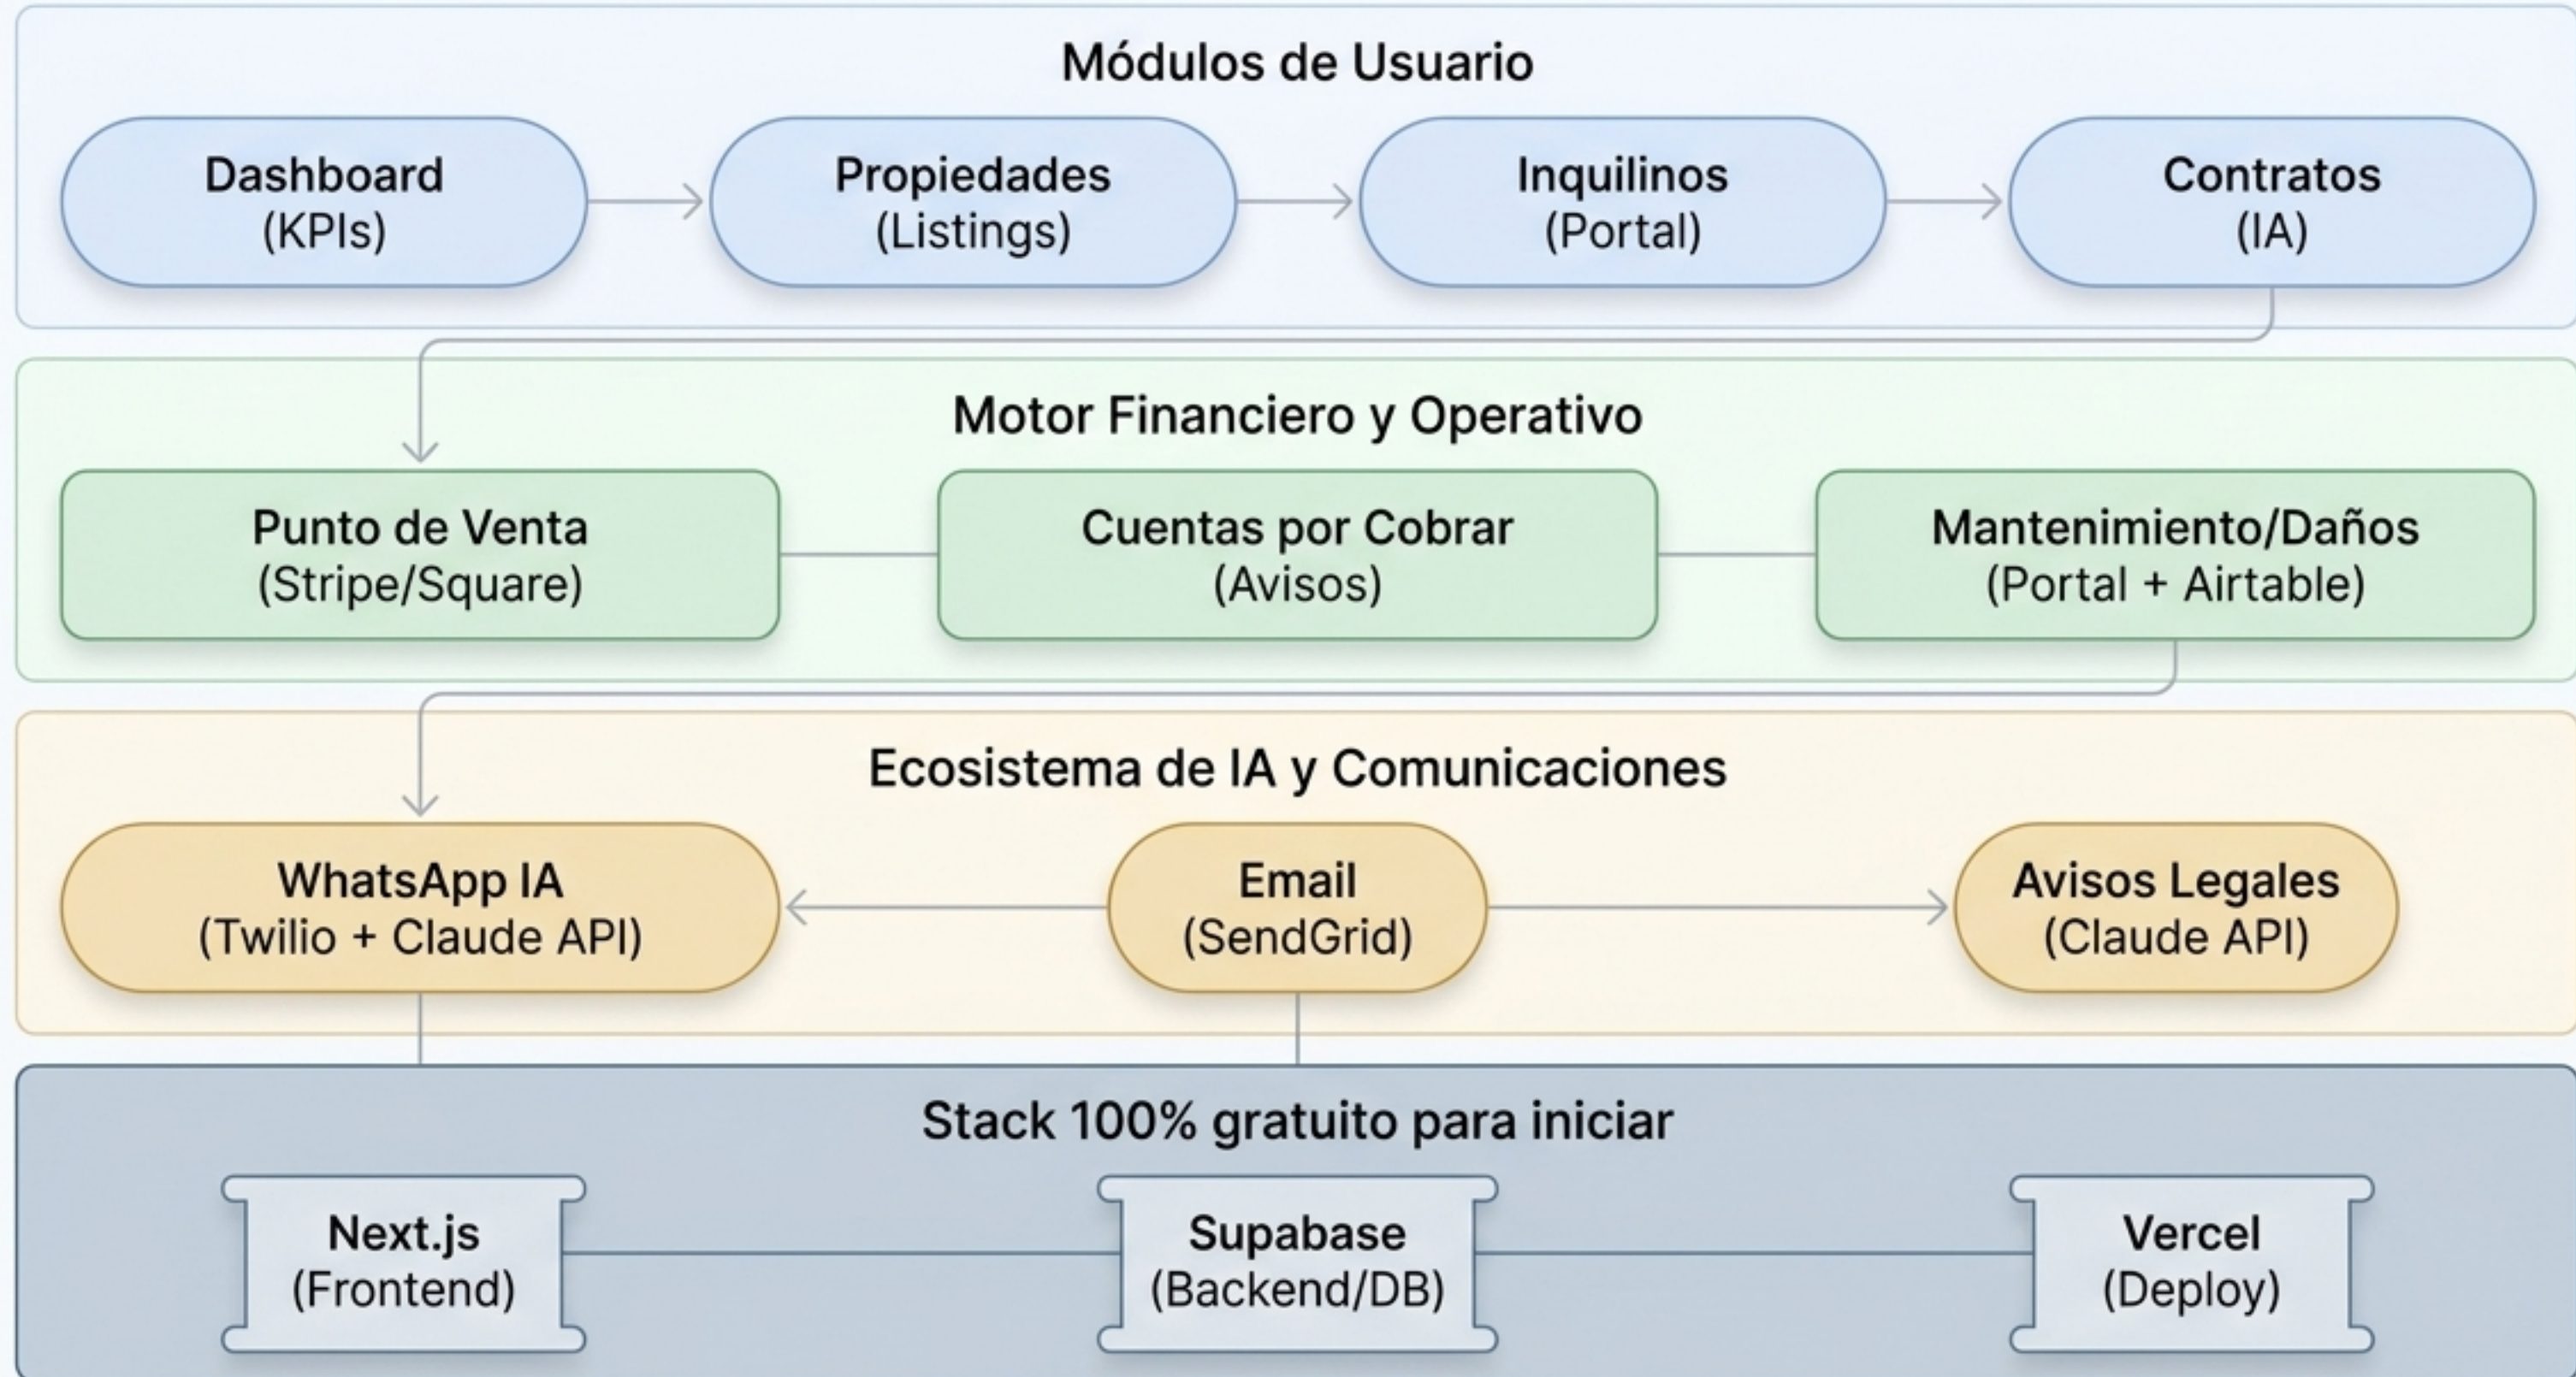 Módulos de Usuario
Dashboard
(KPIs)
Propiedades
(Listings)
Inquilinos
(Portal)
Contratos
(IA)
Motor Financiero y Operativo
Punto de Venta
(Stripe/Square)
Cuentas por Cobrar
(Avisos)
Mantenimiento/Daños
(Portal + Airtable)
Ecosistema de IA y Comunicaciones
WhatsApp IA
(Twilio + Claude API)
Email
(SendGrid)
Avisos Legales
(Claude API)
Stack 100% gratuito para iniciar
Next.js
(Frontend)
Supabase
(Backend/DB)
Vercel
(Deploy)